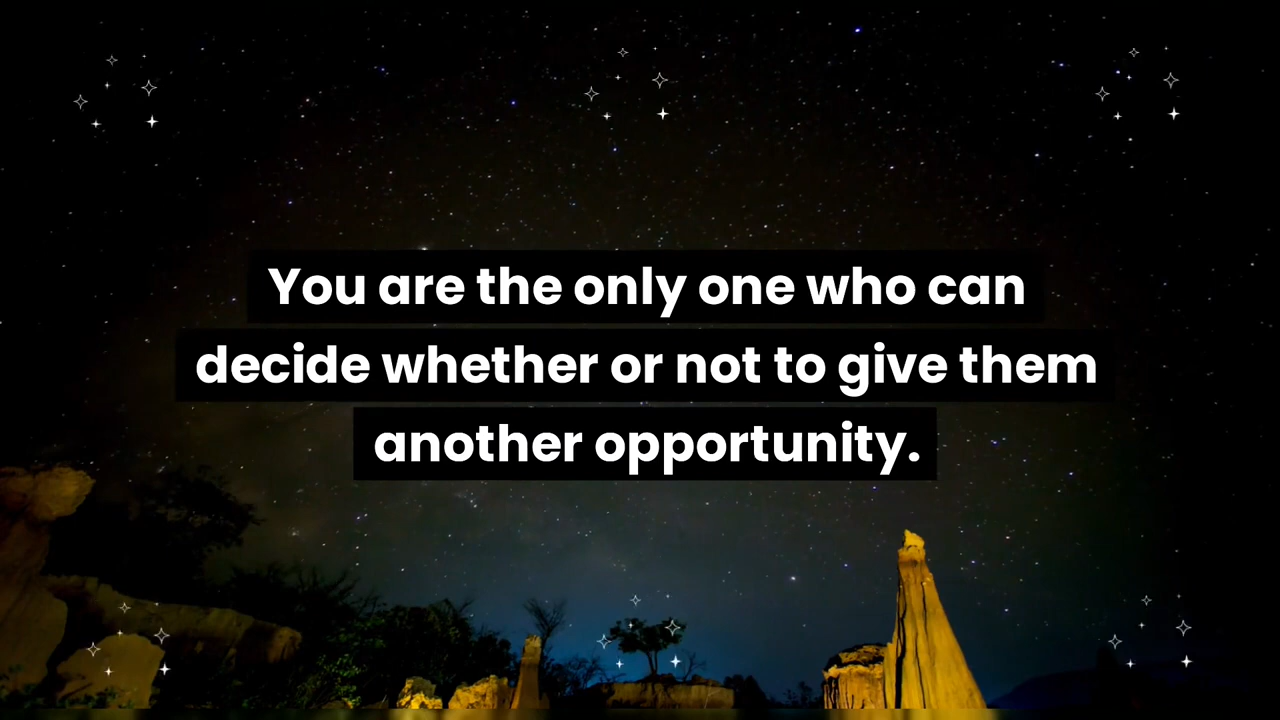 You are the only one who can
decide whether or not to give them
another opportunity.